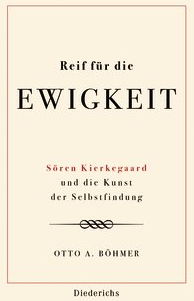 Reif für die
EWIGKEIT
Sören Kierkegaard
und die Kunst
der Selbstfindung
OTTO A. BÖHMER
Diederichs